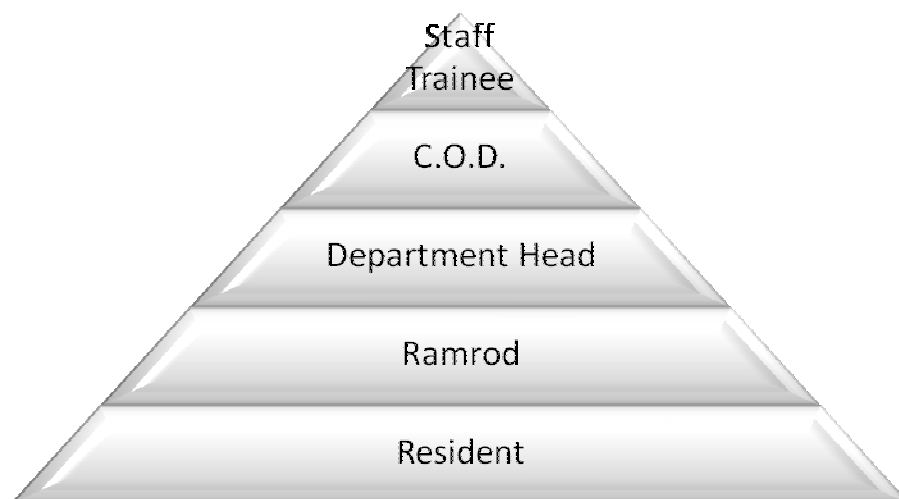 Staff
Trainee
C.O.D.
Department Head
Ramrod
Resident